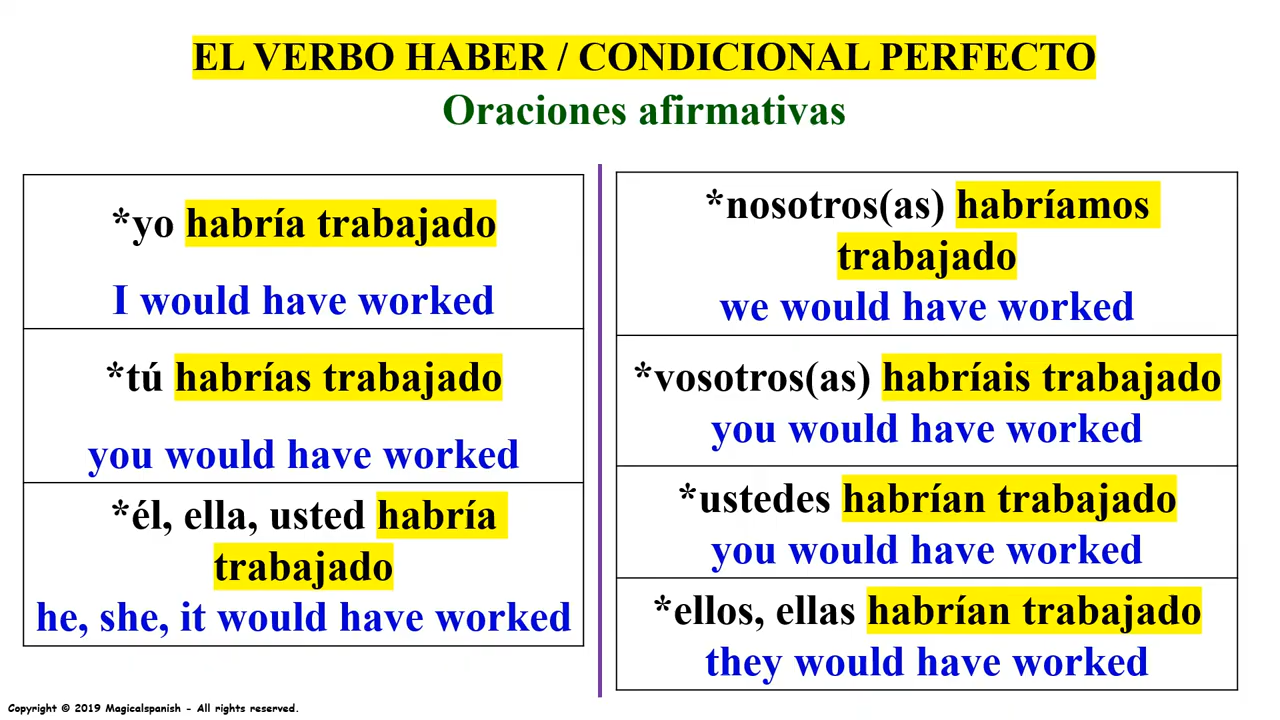 EL VERBO HABER / CONDICIONAL PERFECTO
Oraciones afirmativas
*yo habría trabajado
I would have worked
*tú habrías trabajado
you would have worked
*él, ella, usted habría
trabajado
he, she, it would have worked
*nosotros(as) habríamos
trabajado
we would have worked
*vosotros(as) habríais trabajado
you would have worked
*ustedes habrían trabajado
you would have worked
*ellos, ellas habrían trabajado
they would have worked
Copyright © 2019 Magicalspanish - All rights reserved.